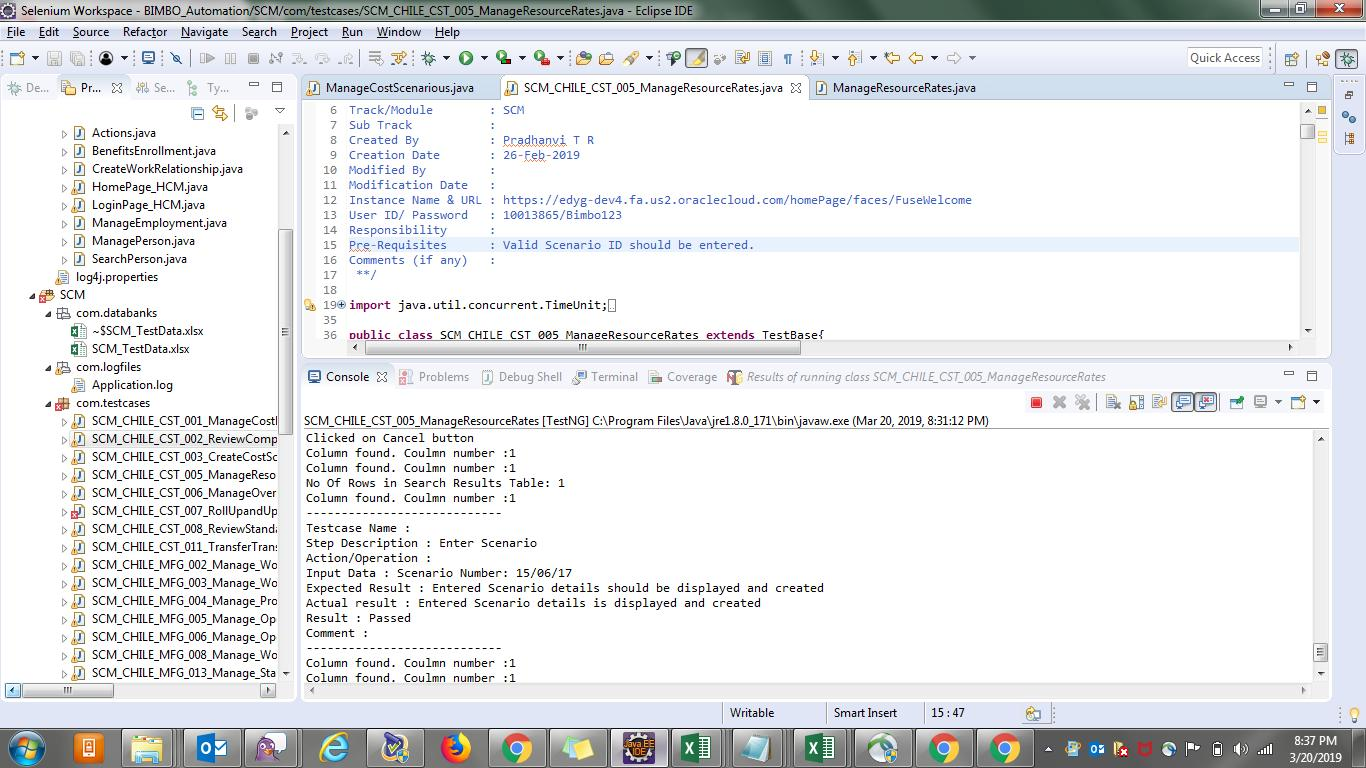 Selenium Workspace - BIMBO_Automation/SCM/com/testcases/SCM_CHILE_CST_005_ManageResourceRates.java - Eclipse IDE
File Edit Source Refactor Navigate Search Project Run Window Help
Quick Access
De... Pr... Se... Ty...
Actions.java
BenefitsEnrollment.java
CreateWorkRelationship.java
HomePage_HCM.java
LoginPage_HCM.java
ManageEmployment.java
ManagePerson.java
SearchPerson.java
log4j.properties
SCM
com.databanks
~$SCM_TestData.xlsx
SCM_TestData.xlsx
com.logfiles
Application.log
com.testcases
SCM_CHILE_CST_001_ManageCostI
SCM_CHILE_CST_002_ReviewComp
SCM_CHILE_CST_003_CreateCostSc
SCM_CHILE_CST_005_ManageReso
SCM_CHILE_CST_006_ManageOver
SCM_CHILE_CST_007_RollUpandUp
SCM_CHILE_CST_008_ReviewStanda
SCM_CHILE_CST_011_TransferTran
SCM_CHILE_MFG_002_Manage_Wo
SCM_CHILE_MFG_003_Manage_Wo
SCM_CHILE_MFG_004_Manage_Pro
SCM_CHILE_MFG_005_Manage_Op
SCM_CHILE_MFG_006_Manage_Op
SCM_CHILE_MFG_008_Manage_Wo
SCM_CHILE_MFG_013_Manage_Sta
ManageCostScenarious.java SCM_CHILE_CST_005_ManageResourceRates.java ManageResourceRates.java
6 Track/Module : SCM
7 Sub Track :
8 Created By : Pradhanvi T R
9 Creation Date : 26-Feb-2019
10 Modified By :
11 Modification Date :
12 Instance Name & URL : https://edyg-dev4.fa.us2.oraclecloud.com/homePage/faces/FuseWelcome
13 User ID/ Password : 10013865/Bimbo123
14 Responsibility :
15 Pre-Requisites : Valid Scenario ID should be entered.
16 Comments (if any) :
17 **/
18
19 import java.util.concurrent.TimeUnit;
35
36 public class SCM_CHILE_CST_005_ManageResourceRates extends TestBase{
Console Problems Debug Shell Terminal Coverage Results of running class SCM_CHILE_CST_005_ManageResourceRates
SCM_CHILE_CST_005_ManageResourceRates [TestNG] C:\Program Files\Java\jre1.8.0_171\bin\javaw.exe (Mar 20, 2019, 8:31:12 PM)
Clicked on Cancel button
Column found. Coulmn number :1
Column found. Coulmn number :1
No Of Rows in Search Results Table: 1
Column found. Coulmn number :1
----------------------------
Testcase Name :
Step Description : Enter Scenario
Action/Operation :
Input Data : Scenario Number: 15/06/17
Expected Result : Entered Scenario details should be displayed and created
Actual result : Entered Scenario details is displayed and created
Result : Passed
Comment :
----------------------------
Column found. Coulmn number :1
Column found. Coulmn number :1
Writable Smart Insert 15 : 47
Java EE
IDE
8:37 PM
3/20/2019